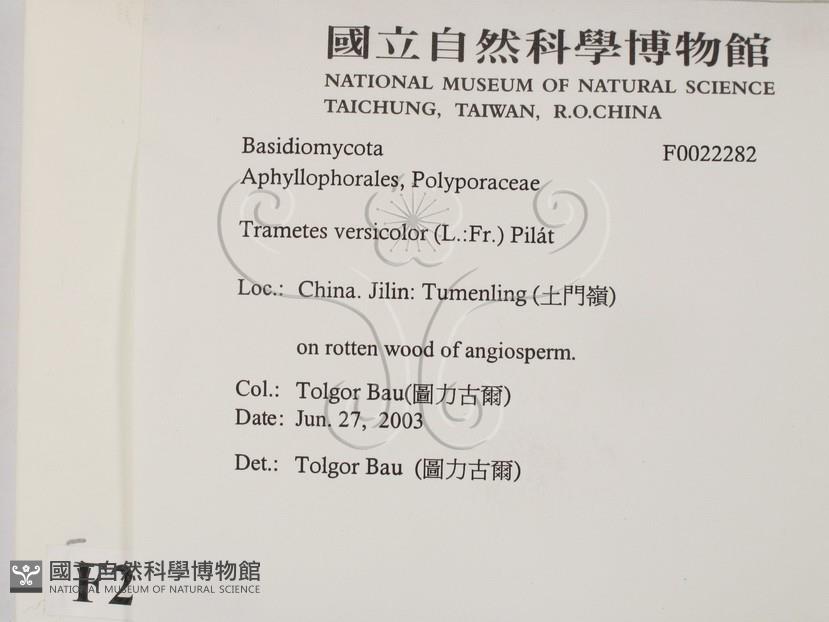 國立自然科學博物館
NATIONAL MUSEUM OF NATURAL SCIENCE
TAICHUNG, TAIWAN, R.O.CHINA
Basidiomycota F0022282
Aphyllophorales, Polyporaceae
Trametes versicolor (L.:Fr.) Pilát
Loc.: China. Jilin: Tumenling (土門嶺)
on rotten wood of angiosperm.
Col.: Tolgor Bau(圖力古爾)
Date: Jun. 27, 2003
Det.: Tolgor Bau (圖力古爾)
F2
國立自然科學博物館
NATIONAL MUSEUM OF NATURAL SCIENCE